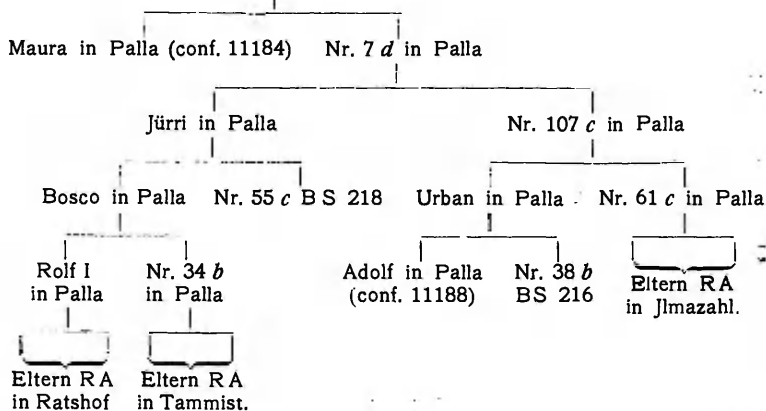 Maura in Palla (conf. 11184) Nr. 7 d in Palla
Jürri in Palla Nr. 107 c in Palla
Bosco in Palla Nr. 55 c BS 218 Urban in Palla Nr. 61 c in Palla
Rolf I Nr. 34 b Adolf in Palla Nr. 38 b Eltern RA
in Palla in Palla (conf. 11188) BS 216 in Jlmazahl.
Eltern RA Eltern RA
in Ratshof in Tammist.